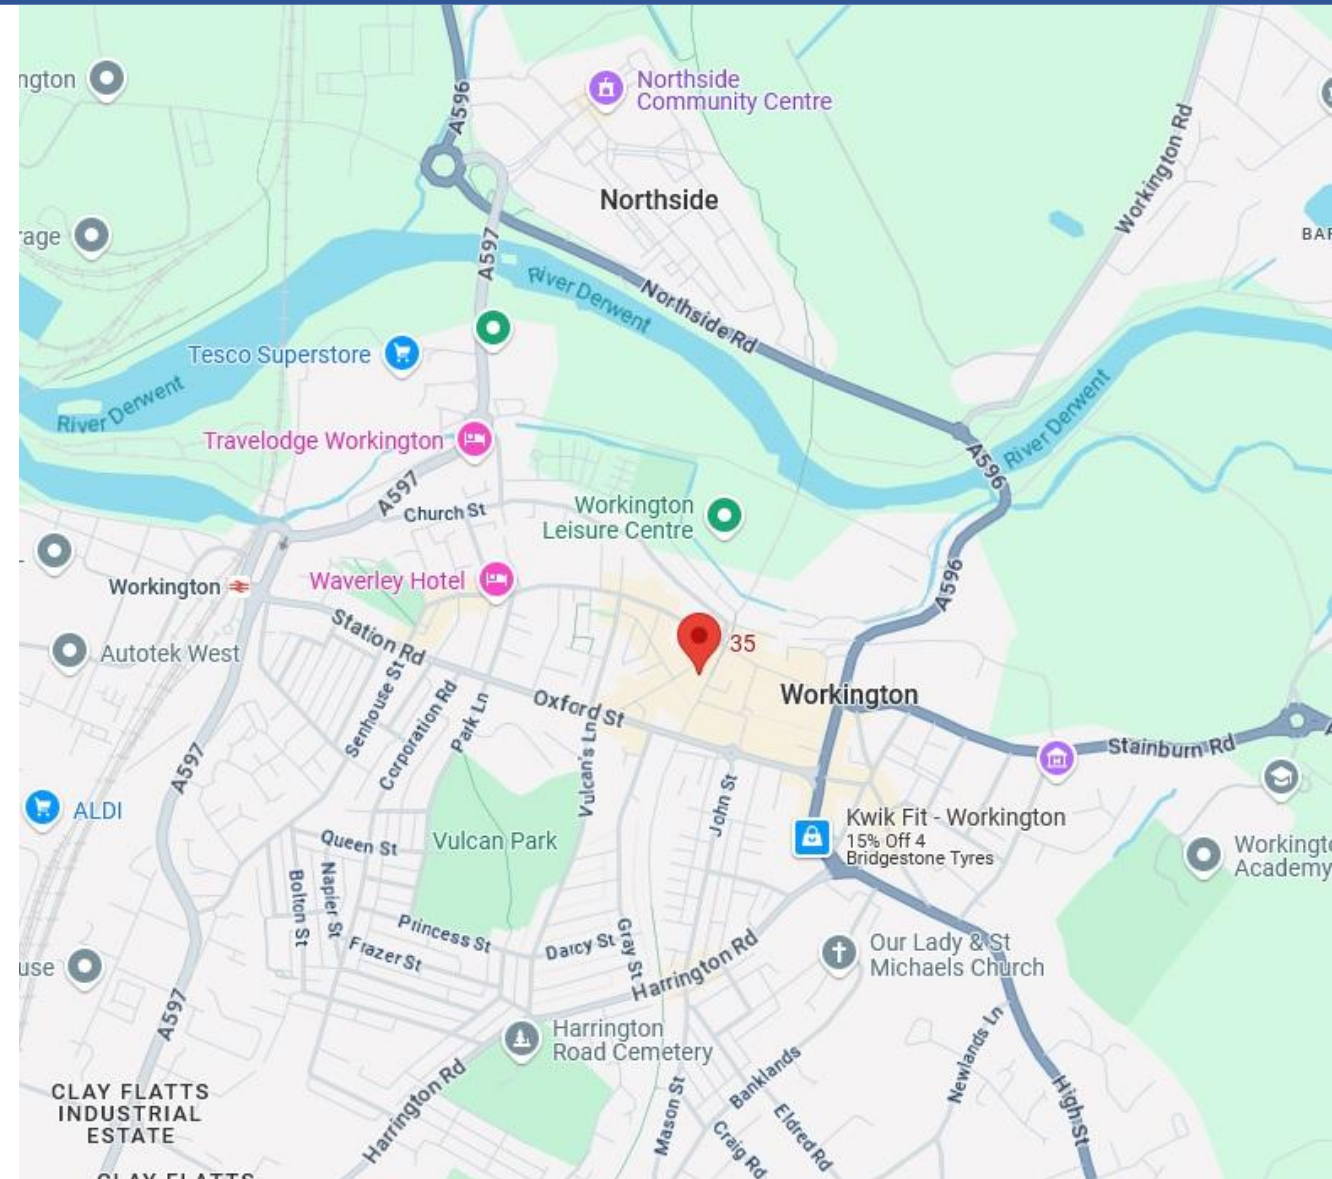 A596
ngton
Northside
Community Centre
Workington Rd
Northside
rage
BAR
A597
River Derwent
Northside Rd
Tesco Superstore
River Derwent
River Derwent
Travelodge Workington
A596
A597
Church St
Workington
Leisure Centre
Workington
Waverley Hotel
A596
Station Rd
35
Autotek West
Senhouse St
Corporation Rd
Park Ln
Oxford St
Workington
Vulcan's Ln
Stainburn Rd
A597
John St
ALDI
Kwik Fit - Workington
15% Off 4
Bridgestone Tyres
Queen St
Vulcan Park
Workingto
Academy
Bolton St
Napier St
Princess St
Frazer St
Darcy St
Gray St
Harrington Rd
Our Lady & St
Michaels Church
use
A597
Harrington
Road Cemetery
Newlands Ln
CLAY FLATTS
INDUSTRIAL
ESTATE
Harrington Rd
Mason St
Banklands
Eldred Rd
Craig Rd
High St
CLAY FLATTS